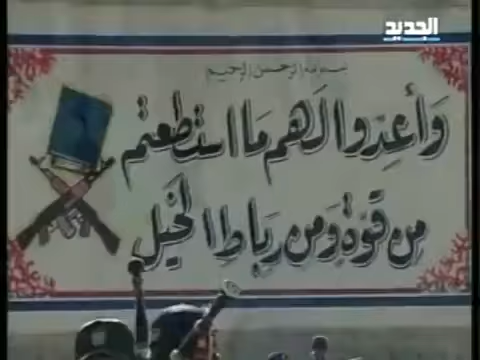 الجديد
بسم الله الرحمن الرحيم
وأعدوا لهم ما استطعتم
من قوة ومن رباط الخيل